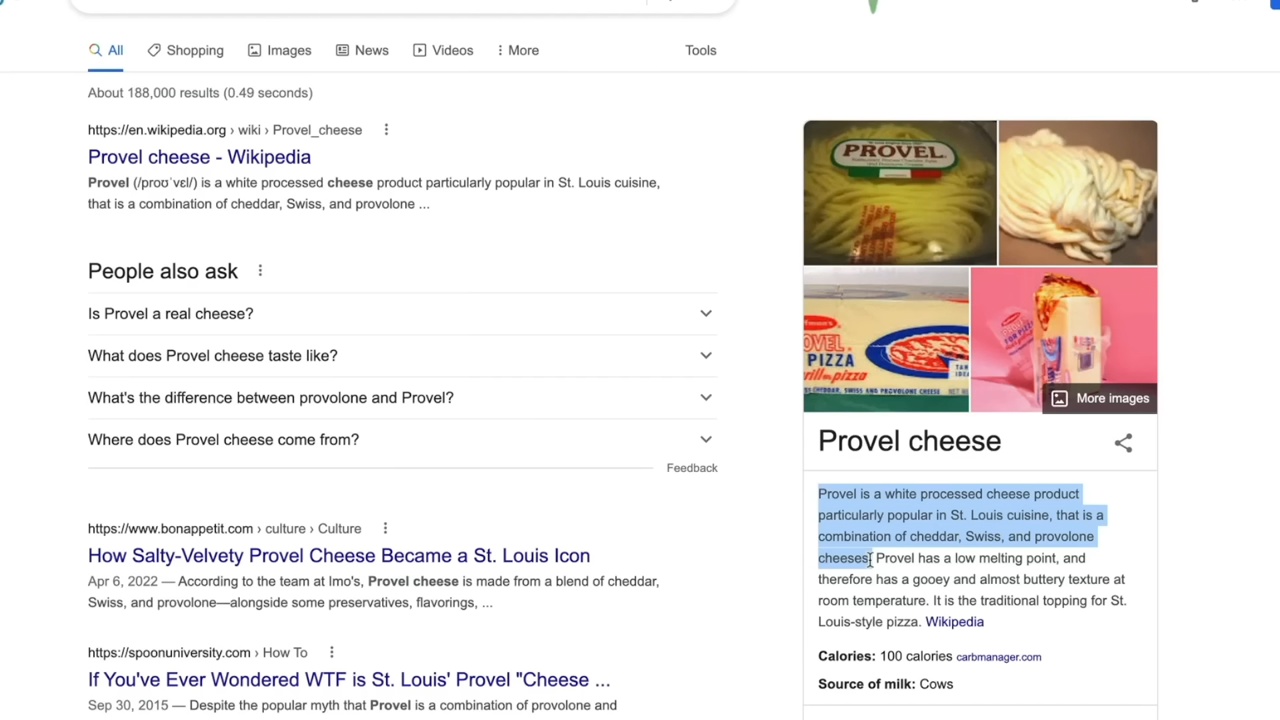 All
Shopping
Images
News
Videos
More
Tools
About 188,000 results (0.49 seconds)
https://en.wikipedia.org › wiki › Provel_cheese
Provel cheese - Wikipedia
Provel (/proʊˈvɛl/) is a white processed cheese product particularly popular in St. Louis cuisine,
that is a combination of cheddar, Swiss, and provolone ...
People also ask
Is Provel a real cheese?
What does Provel cheese taste like?
What's the difference between provolone and Provel?
Where does Provel cheese come from?
Feedback
https://www.bonappetit.com › culture › Culture
How Salty-Velvety Provel Cheese Became a St. Louis Icon
Apr 6, 2022 — According to the team at Imo's, Provel cheese is made from a blend of cheddar,
Swiss, and provolone—alongside some preservatives, flavorings, ...
https://spoonuniversity.com › How To
If You've Ever Wondered WTF is St. Louis' Provel "Cheese ...
Sep 30, 2015 — Despite the popular myth that Provel is a combination of provolone and
PROVEL
OVEL
PIZZA
CHEDDAR, SWISS AND PROVOLONE CHEESE
More images
Provel cheese
Provel is a white processed cheese product
particularly popular in St. Louis cuisine, that is a
combination of cheddar, Swiss, and provolone
cheeses. Provel has a low melting point, and
therefore has a gooey and almost buttery texture at
room temperature. It is the traditional topping for St.
Louis-style pizza. Wikipedia
Calories: 100 calories carbmanager.com
Source of milk: Cows